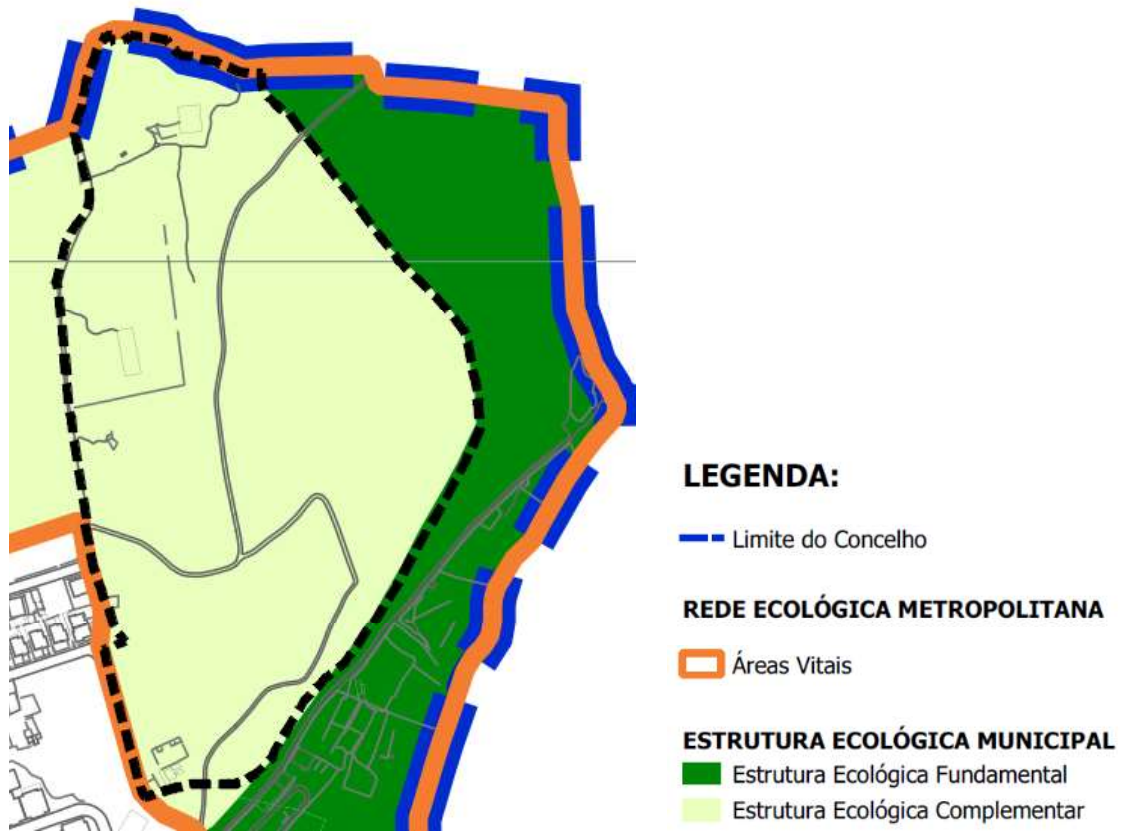 LEGENDA:
Limite do Concelho
REDE ECOLÓGICA METROPOLITANA
Áreas Vitais
ESTRUTURA ECOLÓGICA MUNICIPAL
Estrutura Ecológica Fundamental
Estrutura Ecológica Complementar